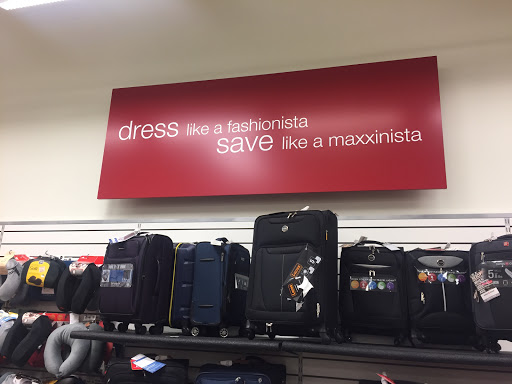 dress like a fashionista
save like a maxxinista